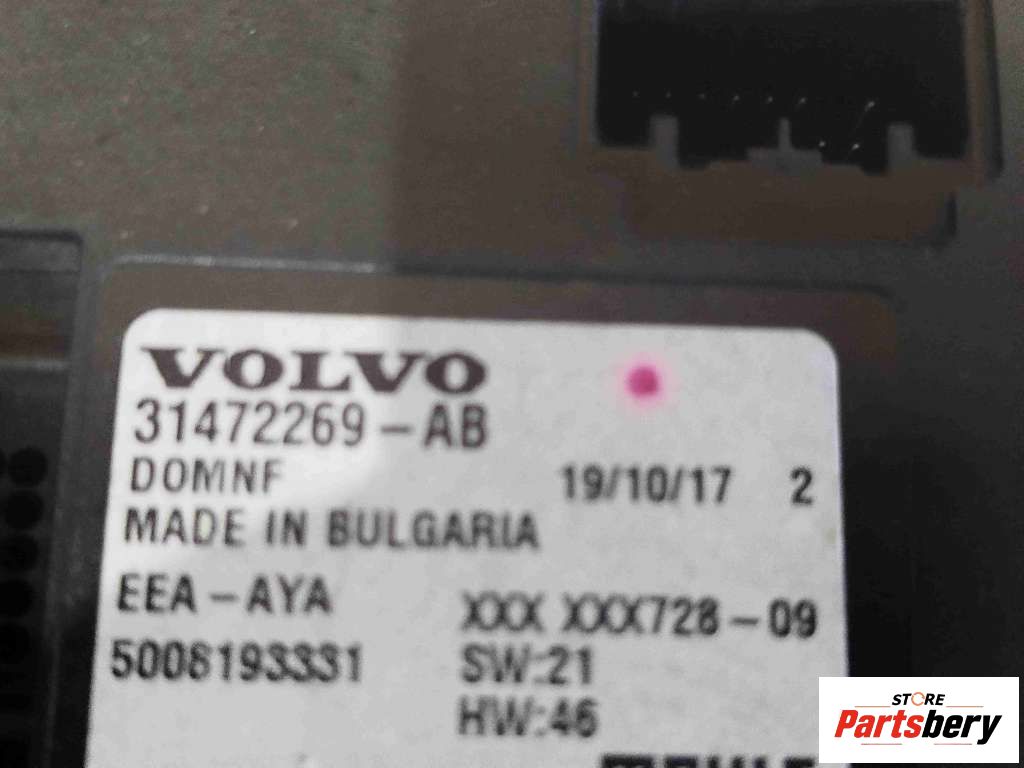 VOLVO
31472269-AB
DOMNF 19/10/17 2
MADE IN BULGARIA
EEA-AYA XXX XXX728-09
5008193331 SW:21
HW:46
STORE
Partsbery